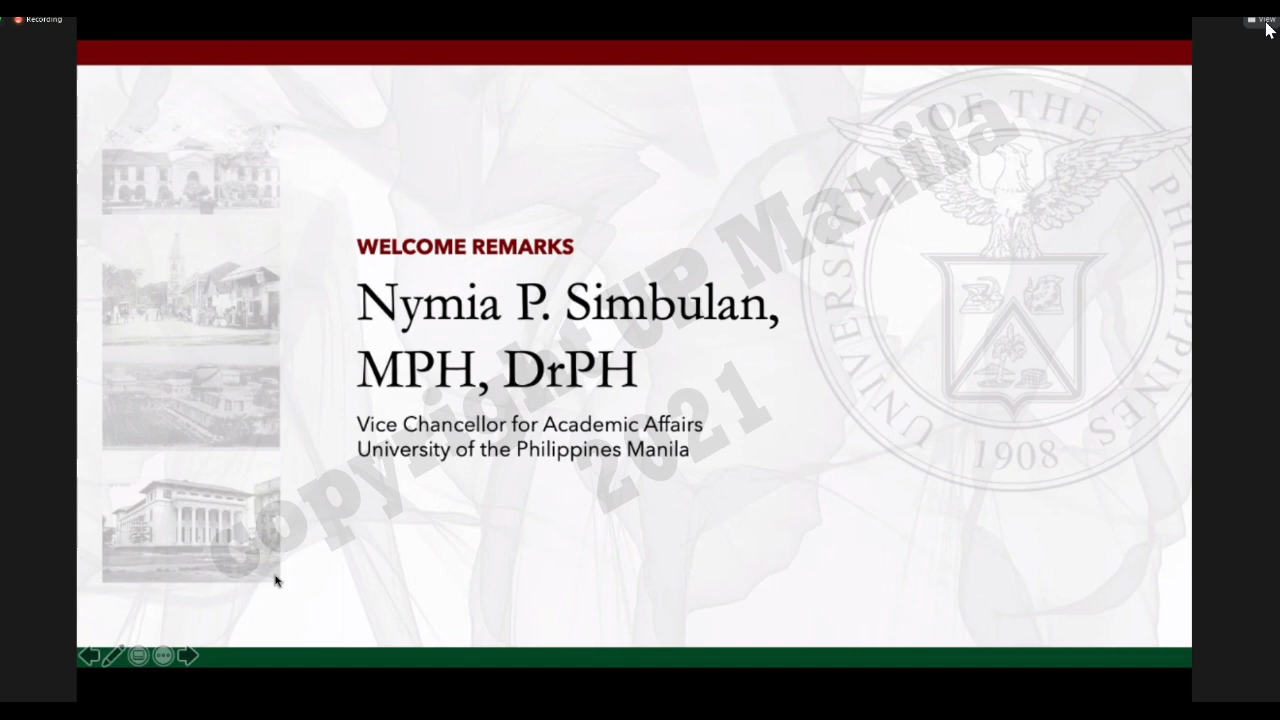 Recording
View
WELCOME REMARKS
Nymia P. Simbulan,
MPH, DrPH
Vice Chancellor for Academic Affairs
University of the Philippines Manila
copyright UP Manila
2021
UNIVERSITY OF THE PHILIPPINES
1908